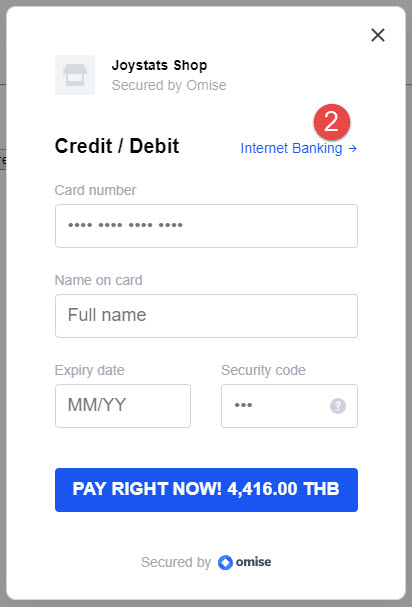 Joystats Shop
Secured by Omise
2
Credit / Debit
Internet Banking →
Card number
•••• •••• •••• ••••
Name on card
Full name
Expiry date
Security code
MM/YY
•••
?
PAY RIGHT NOW! 4,416.00 THB
Secured by omise